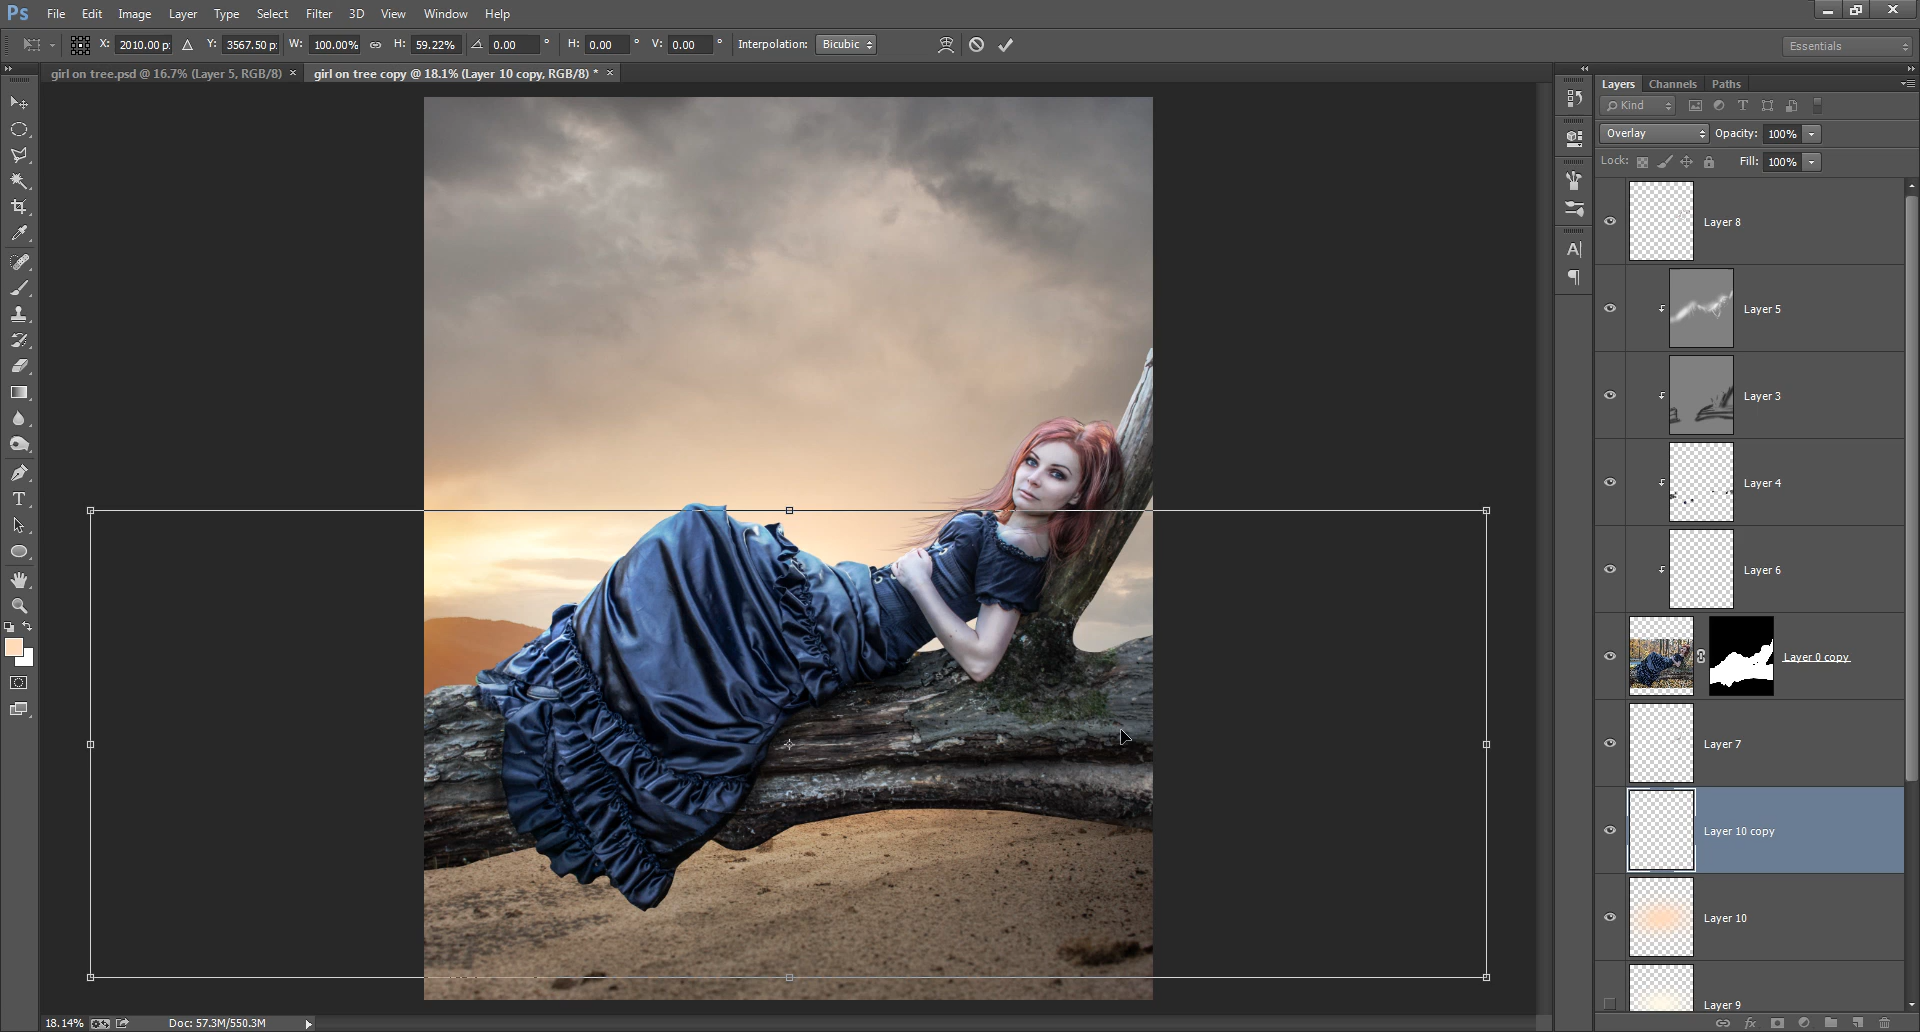 Ps File Edit Image Layer Type Select Filter 3D View Window Help
X: 2010.00 p: Y: 3567.50 p: W: 100.00% H: 59.22% 0.00 ° H: 0.00 ° V: 0.00 ° Interpolation: Bicubic Essentials
girl on tree.psd @ 16.7% (Layer 5, RGB/8) × girl on tree copy @ 18.1% (Layer 10 copy, RGB/8) * ×
Layers Channels Paths
Kind
Overlay Opacity: 100%
Lock: Fill: 100%
Layer 8
Layer 5
Layer 3
Layer 4
Layer 6
Layer 0 copy
Layer 7
Layer 10 copy
Layer 10
Layer 9
18.14% Doc: 57.3M/550.3M